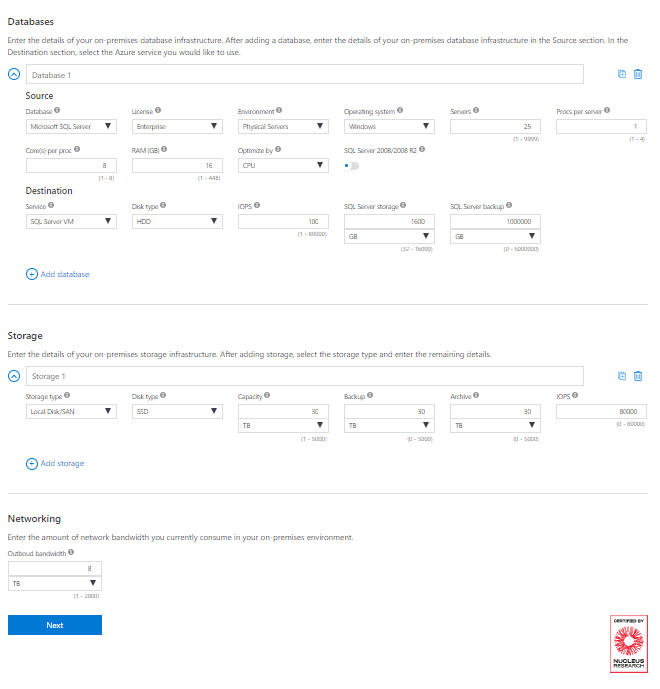 Databases
Enter the details of your on-premises database infrastructure. After adding a database, enter the details of your on-premises database infrastructure in the Source section. In the
Destination section, select the Azure service you would like to use.
Database 1
Source
Database License Environment Operating system Servers Procs per server
Microsoft SQL Server Enterprise Physical Servers Windows 25 1
(1 - 9999) (1 - 4)
Core(s) per proc RAM (GB) Optimize by SQL Server 2008/2008 R2
8 16 CPU
(1 - 8) (1 - 448)
Destination
Service Disk type IOPS SQL Server storage SQL Server backup
SQL Server VM HDD 100 1600 1000000
GB GB
(1 - 80000) (32 - 16000) (0 - 5000000)
Add database
Storage
Enter the details of your on-premises storage infrastructure. After adding storage, select the storage type and enter the remaining details.
Storage 1
Storage type Disk type Capacity Backup Archive IOPS
Local Disk/SAN SSD 30 30 30 80000
TB TB TB (0 - 80000)
(1 - 5000) (0 - 5000) (0 - 5000)
Add storage
Networking
Enter the amount of network bandwidth you currently consume in your on-premises environment.
Outboud bandwidth
8
TB
(1 - 2000)
Next
CERTIFIED BY
NUCLEUS
RESEARCH